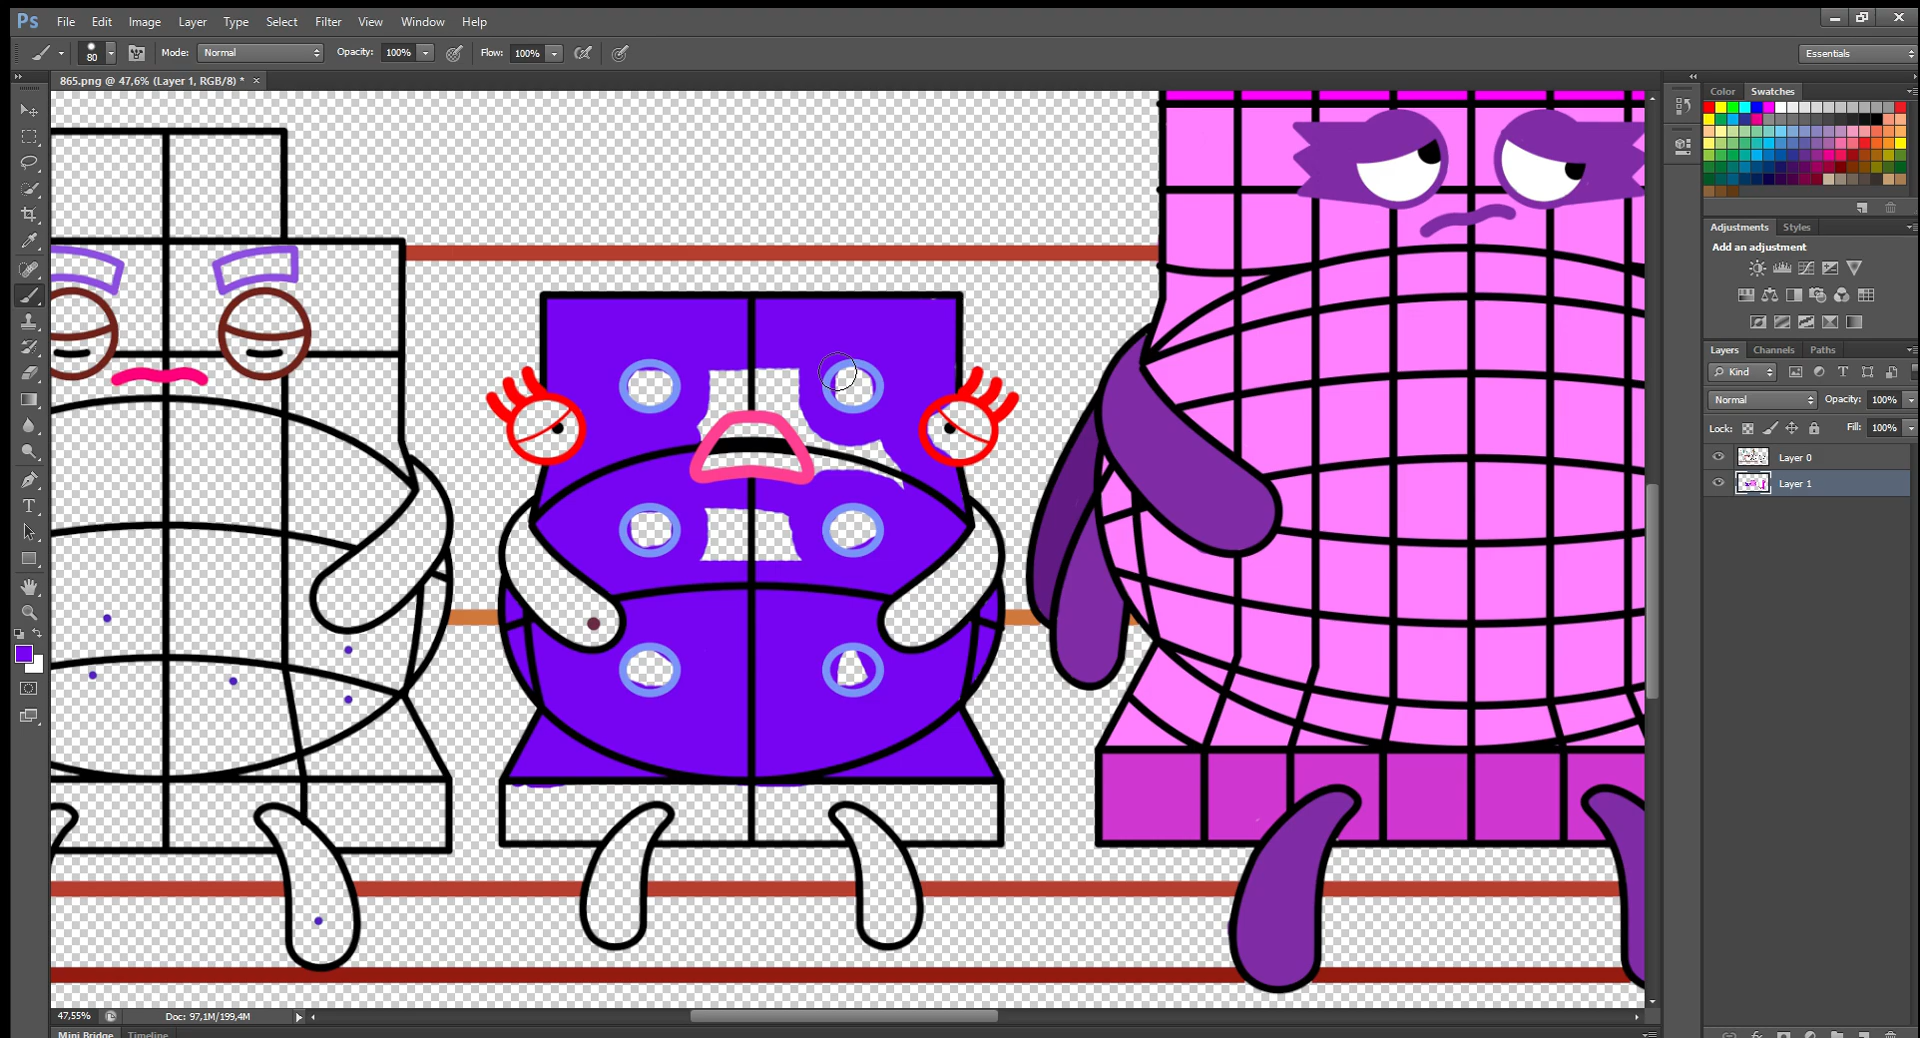 Ps File Edit Image Layer Type Select Filter View Window Help
80 Mode: Normal Opacity: 100% Flow: 100% Essentials
865.png @ 47,6% (Layer 1, RGB/8) * ×
Color Swatches
Adjustments Styles
Add an adjustment
Layers Channels Paths
Kind
Normal Opacity: 100%
Lock: Fill: 100%
Layer 0
Layer 1
47,55% Doc: 97,1M/199,4M
Mini Bridge Timeline